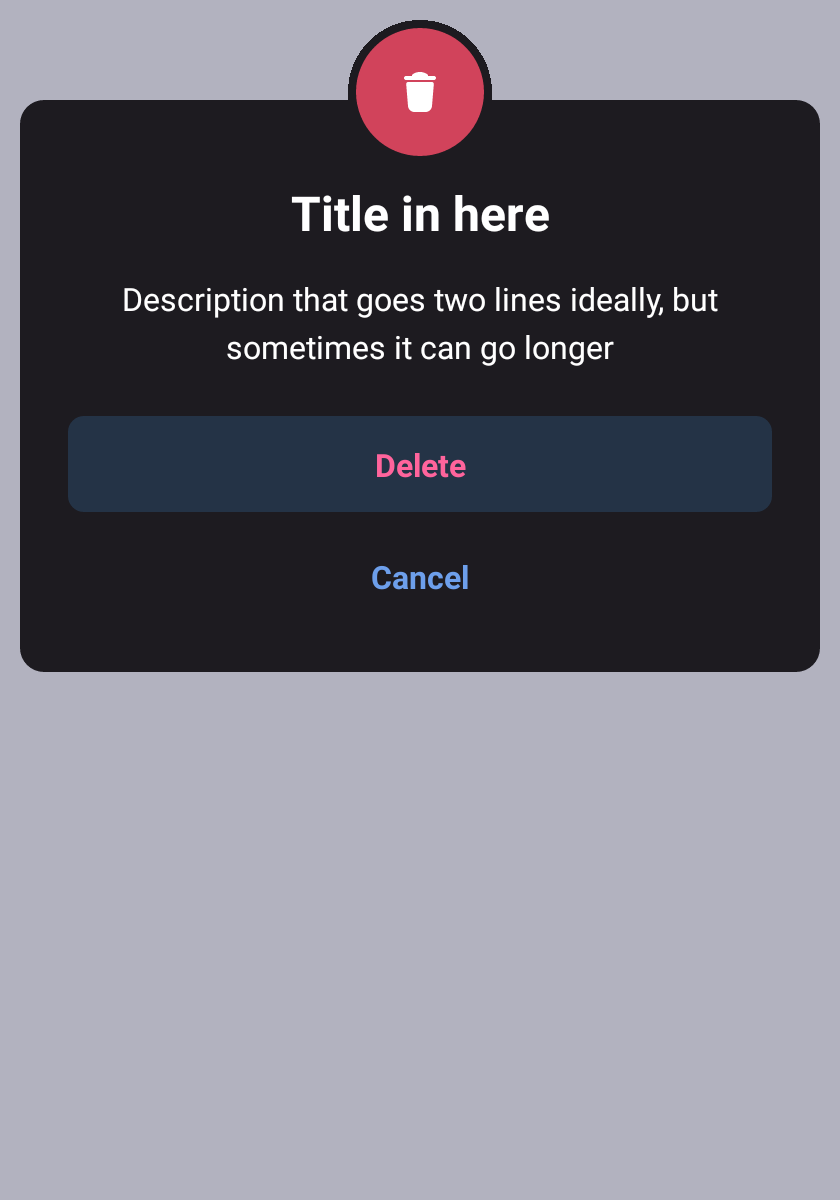 Title in here
Description that goes two lines ideally, but
sometimes it can go longer
Delete
Cancel